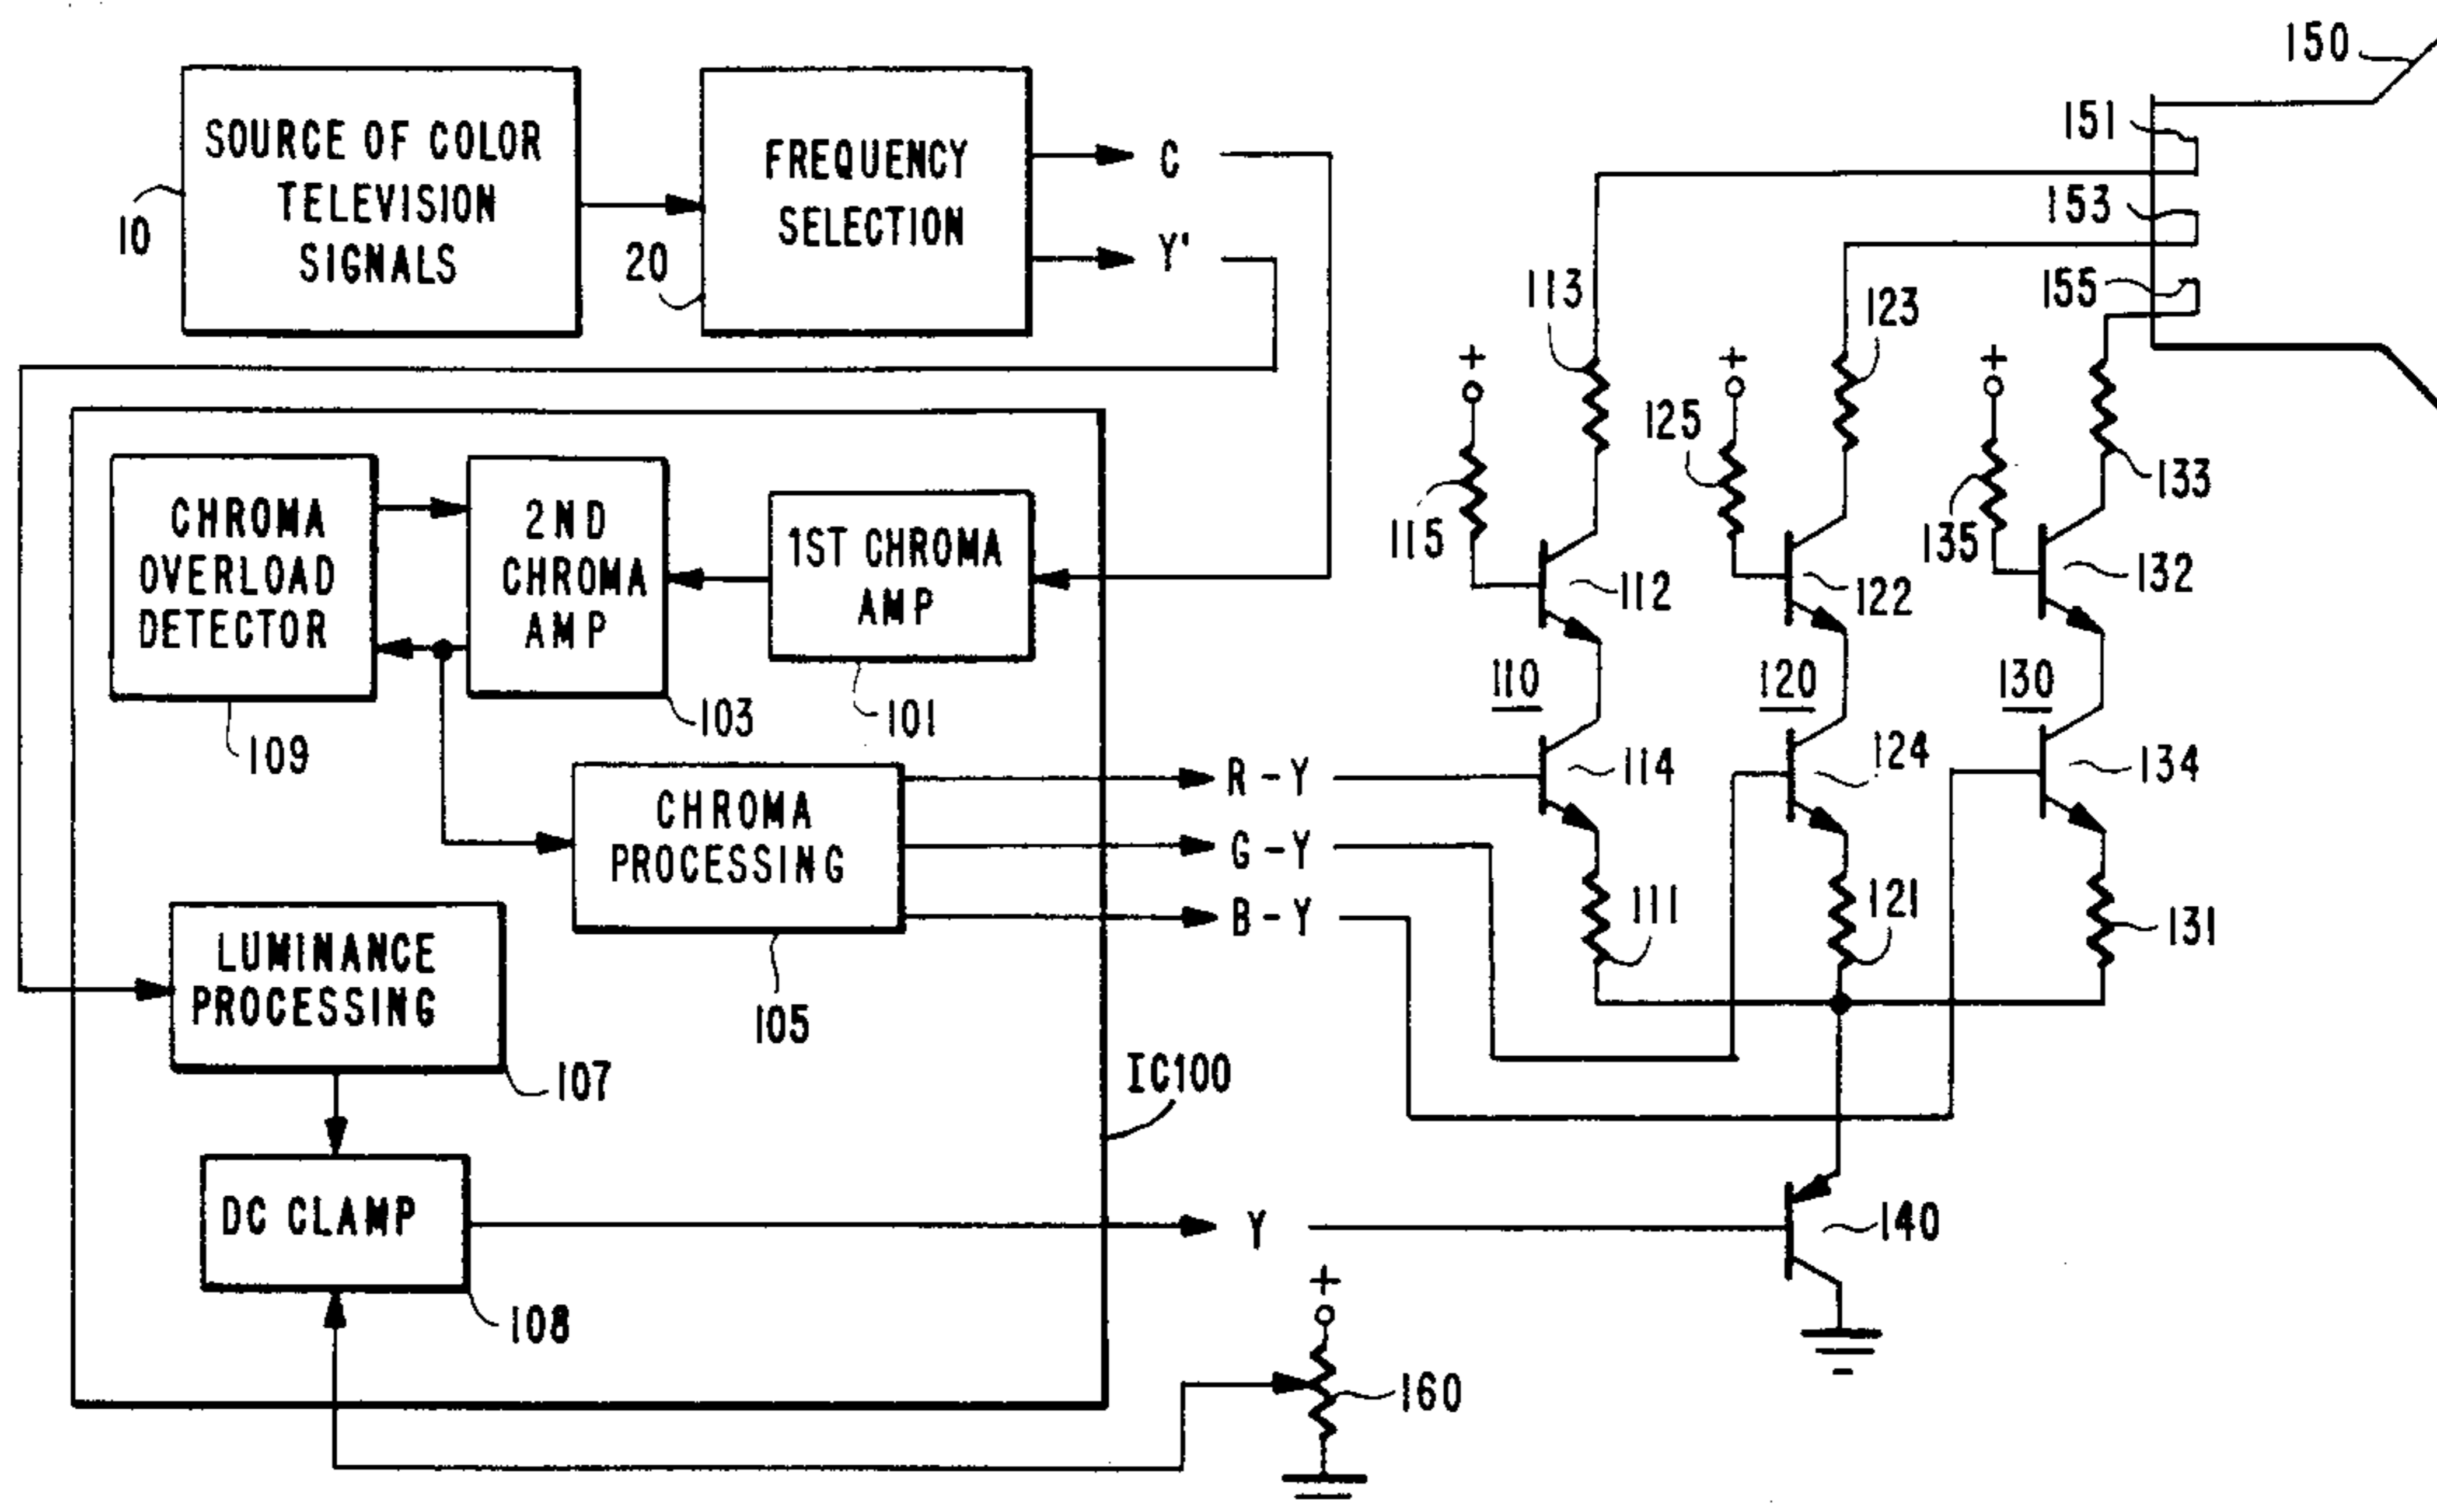 150
SOURCE OF COLOR
TELEVISION
SIGNALS
10
FREQUENCY
SELECTION
20
C
Y'
151
153
155
113
123
+
+
+
125
115
135
133
CHROMA
OVERLOAD
DETECTOR
109
2ND
CHROMA
AMP
103
1ST CHROMA
AMP
101
112
122
132
110
120
130
CHROMA
PROCESSING
105
R-Y
G-Y
B-Y
114
124
134
111
121
131
LUMINANCE
PROCESSING
107
IC100
DC CLAMP
108
Y
140
+
160